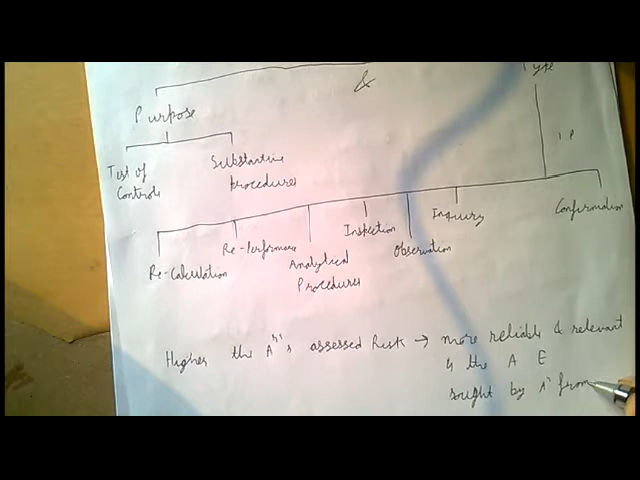 &
Type
Purpose
Test of
Controls
Substantive
procedures
Re-Calculation
Re-Performance
Analytical
Procedures
Inspection
Observation
Inquiry
Confirmation
Higher the A's assessed Risk → more reliable & relevant
is the A E
sought by from